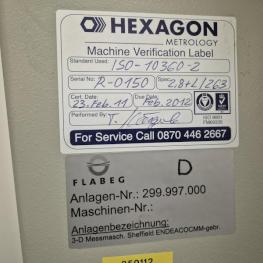 HEXAGON
METROLOGY
Machine Verification Label
Standard Used: ISO-10360-2
Serial No: R-0150 Spec: 2.8+L/263
Cert Date: 23. Feb. 11 Due Date: Feb. 2012
Performed By: T.
For Service Call 0870 446 2667
FLABEG D
Anlagen-Nr.: 299.997.000
Maschinen-Nr.:
Anlagenbezeichnung:
3-D Messmasch. Sheffield ENDEACOCMM-gebr.